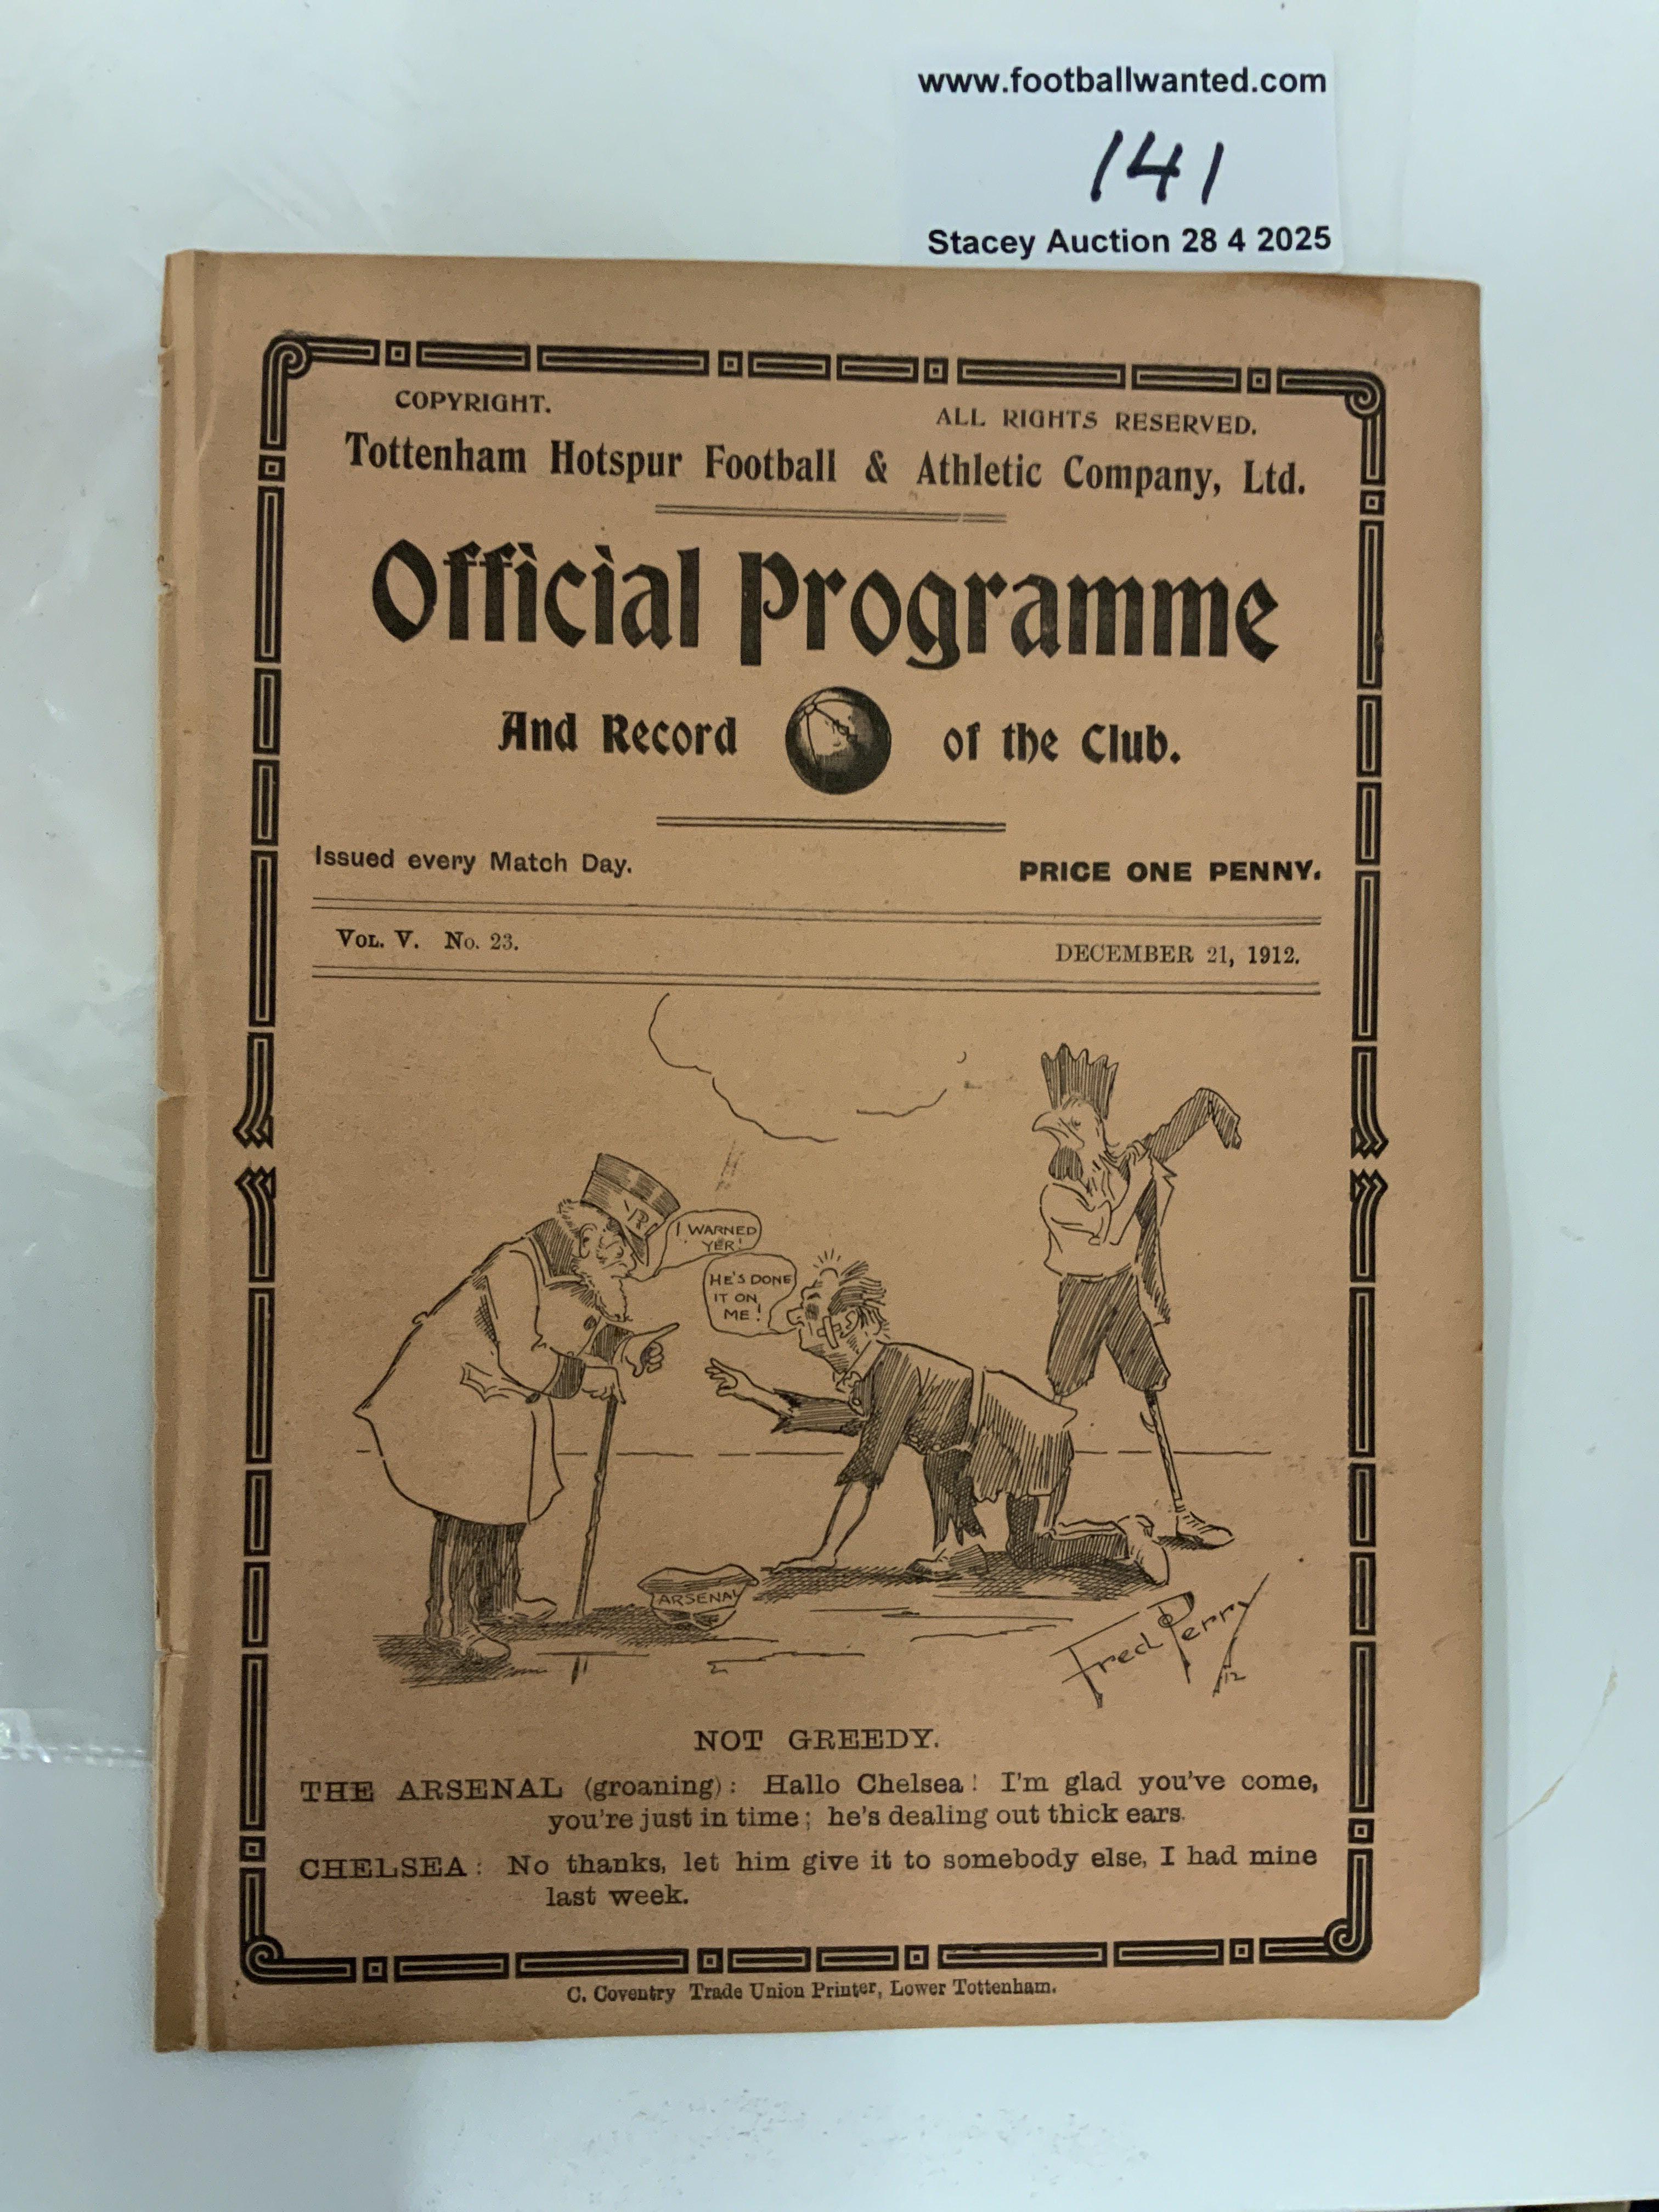 www.footballwanted.com
141
Stacey Auction 28 4 2025
COPYRIGHT. ALL RIGHTS RESERVED.
Tottenham Hotspur Football & Athletic Company, Ltd.
Official Programme
And Record of the Club.
Issued every Match Day. PRICE ONE PENNY.
VOL. V. No. 23. DECEMBER 21, 1912.
I WARNED
YER!
HE'S DONE
IT ON
ME!
ARSENAL
Fred Perry
/12
NOT GREEDY.
THE ARSENAL (groaning): Hallo Chelsea! I'm glad you've come,
you're just in time; he's dealing out thick ears.
CHELSEA: No thanks, let him give it to somebody else, I had mine
last week.
C. Coventry Trade Union Printer, Lower Tottenham.